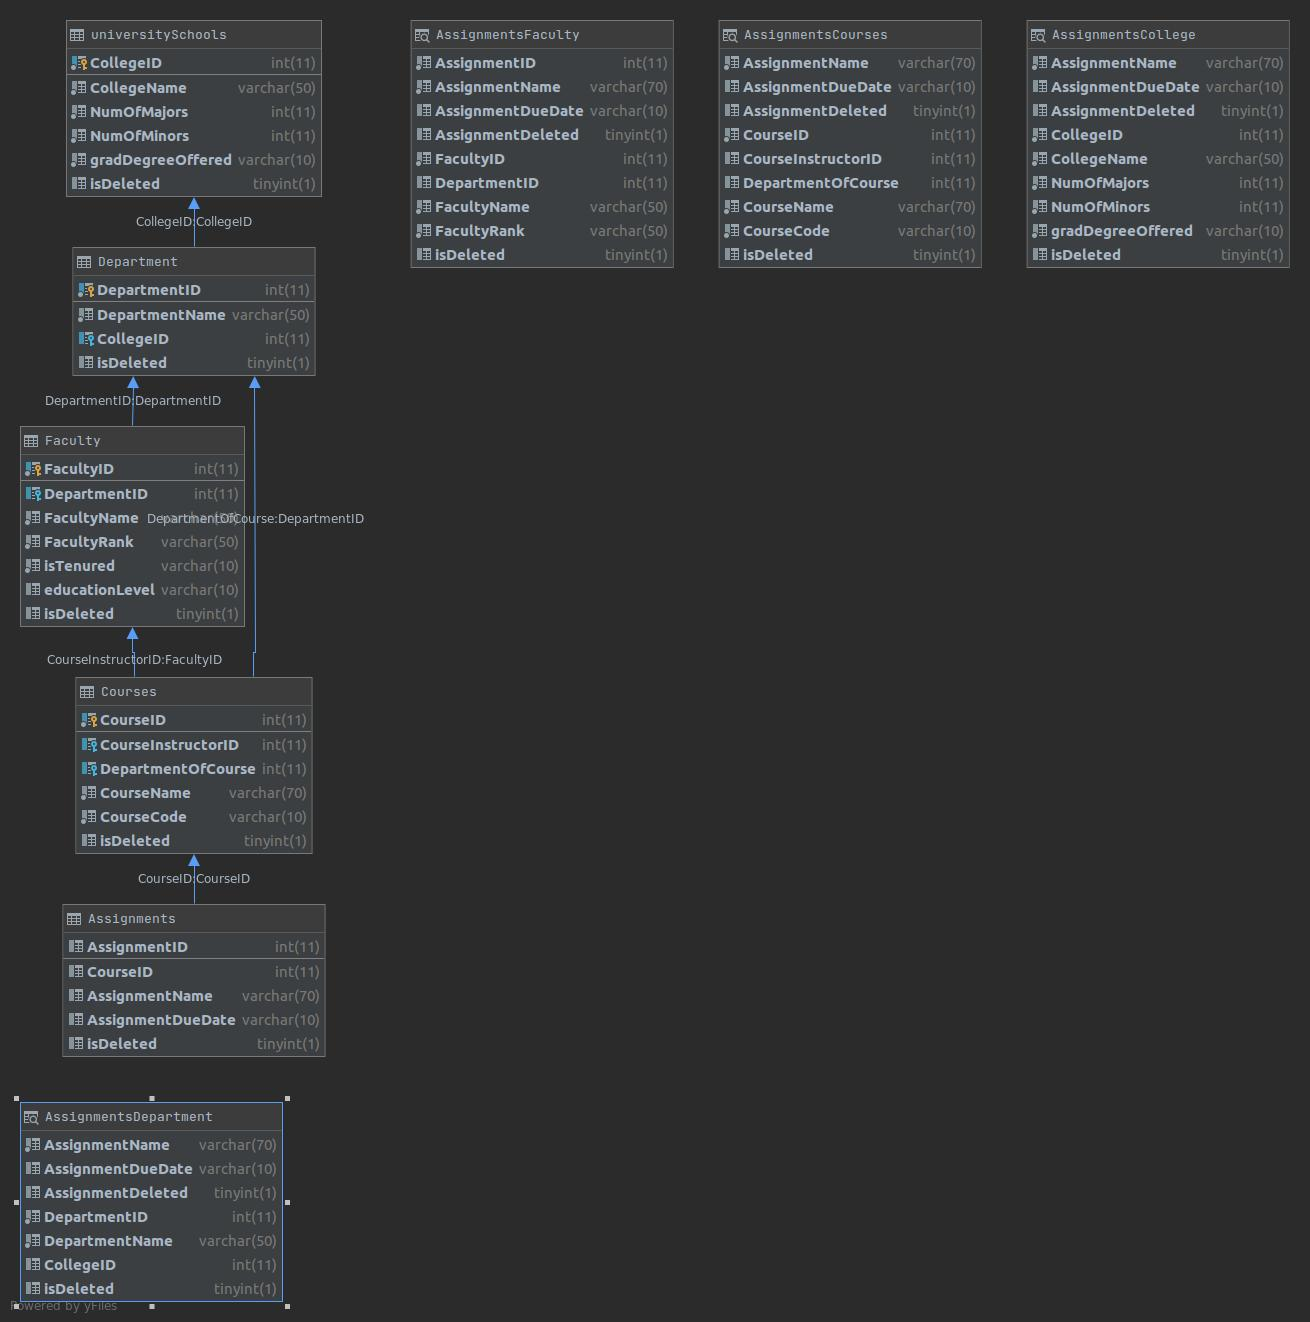 universitySchools
CollegeID int(11)
CollegeName varchar(50)
NumOfMajors int(11)
NumOfMinors int(11)
gradDegreeOffered varchar(10)
isDeleted tinyint(1)
CollegeID:CollegeID
Department
DepartmentID int(11)
DepartmentName varchar(50)
CollegeID int(11)
isDeleted tinyint(1)
DepartmentID:DepartmentID
Faculty
FacultyID int(11)
DepartmentID int(11)
FacultyName varchar(50)
DepartmentOfCourse:DepartmentID
FacultyRank varchar(50)
isTenured varchar(10)
educationLevel varchar(10)
isDeleted tinyint(1)
CourseInstructorID:FacultyID
Courses
CourseID int(11)
CourseInstructorID int(11)
DepartmentOfCourse int(11)
CourseName varchar(70)
CourseCode varchar(10)
isDeleted tinyint(1)
CourseID:CourseID
Assignments
AssignmentID int(11)
CourseID int(11)
AssignmentName varchar(70)
AssignmentDueDate varchar(10)
isDeleted tinyint(1)
AssignmentsDepartment
AssignmentName varchar(70)
AssignmentDueDate varchar(10)
AssignmentDeleted tinyint(1)
DepartmentID int(11)
DepartmentName varchar(50)
CollegeID int(11)
isDeleted tinyint(1)
Powered by yFiles
AssignmentsFaculty
AssignmentID int(11)
AssignmentName varchar(70)
AssignmentDueDate varchar(10)
AssignmentDeleted tinyint(1)
FacultyID int(11)
DepartmentID int(11)
FacultyName varchar(50)
FacultyRank varchar(50)
isDeleted tinyint(1)
AssignmentsCourses
AssignmentName varchar(70)
AssignmentDueDate varchar(10)
AssignmentDeleted tinyint(1)
CourseID int(11)
CourseInstructorID int(11)
DepartmentOfCourse int(11)
CourseName varchar(70)
CourseCode varchar(10)
isDeleted tinyint(1)
AssignmentsCollege
AssignmentName varchar(70)
AssignmentDueDate varchar(10)
AssignmentDeleted tinyint(1)
CollegeID int(11)
CollegeName varchar(50)
NumOfMajors int(11)
NumOfMinors int(11)
gradDegreeOffered varchar(10)
isDeleted tinyint(1)